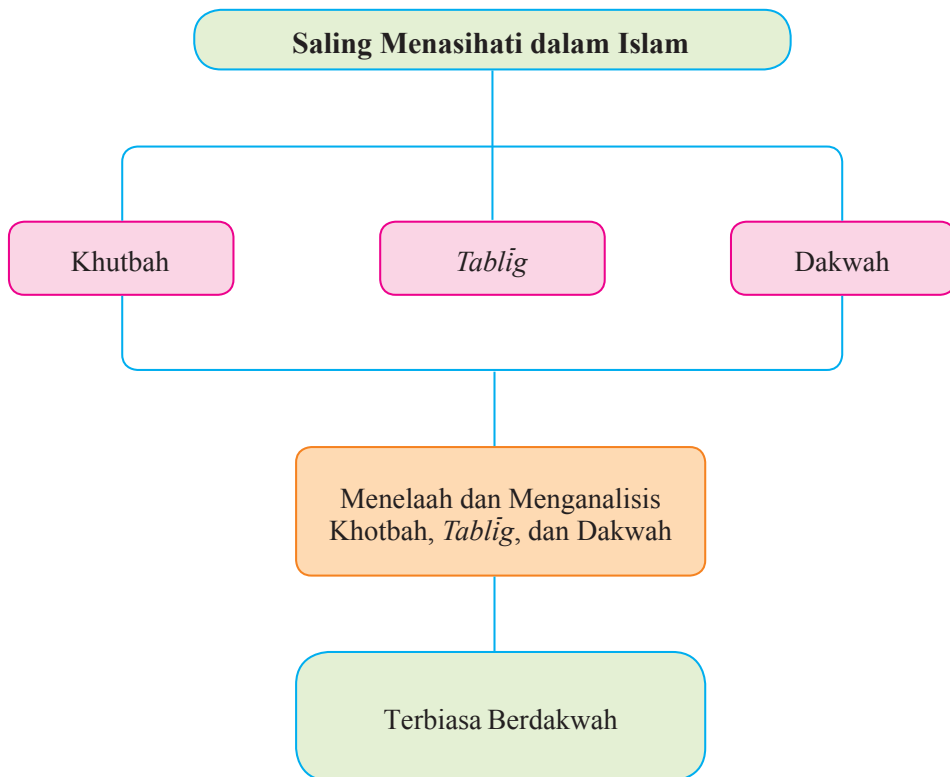 Saling Menasihati dalam Islam
Khutbah
Tablīg
Dakwah
Menelaah dan Menganalisis
Khotbah, Tablīg, dan Dakwah
Terbiasa Berdakwah